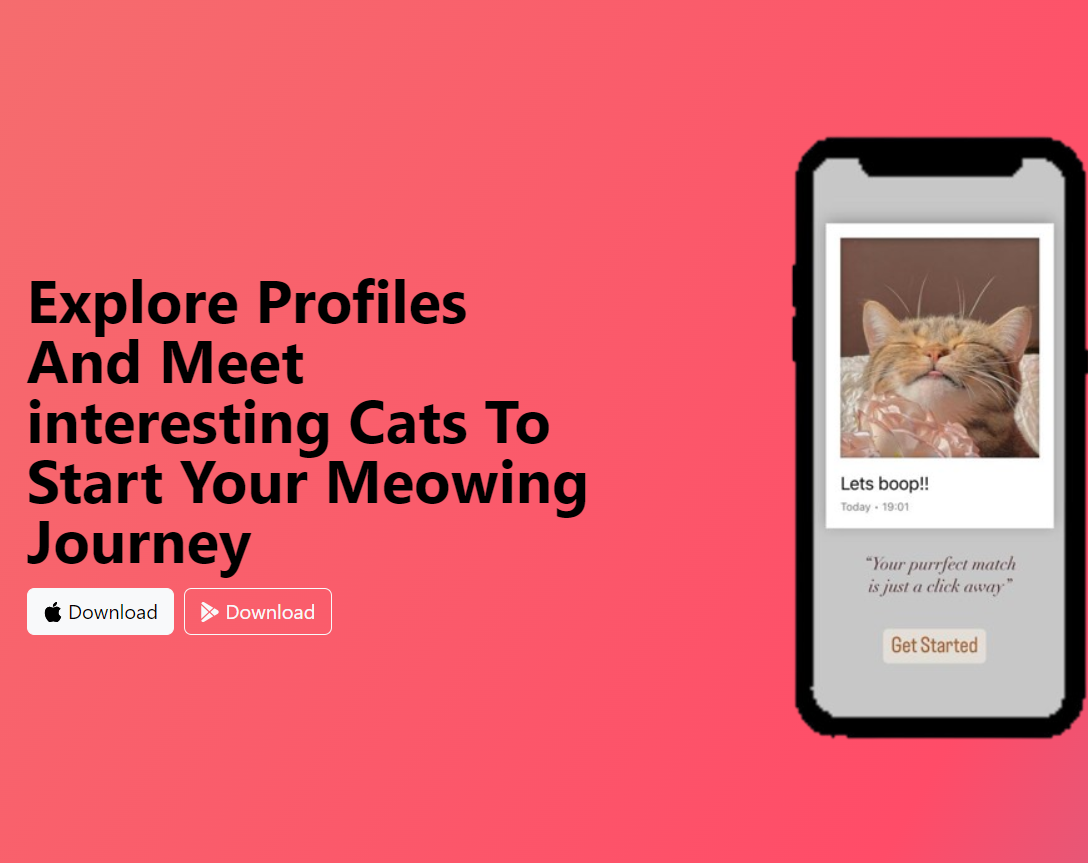 Explore Profiles
And Meet
interesting Cats To
Start Your Meowing
Journey
Download
Download
Lets boop!!
Today • 19:01
“Your purrfect match
is just a click away”
Get Started